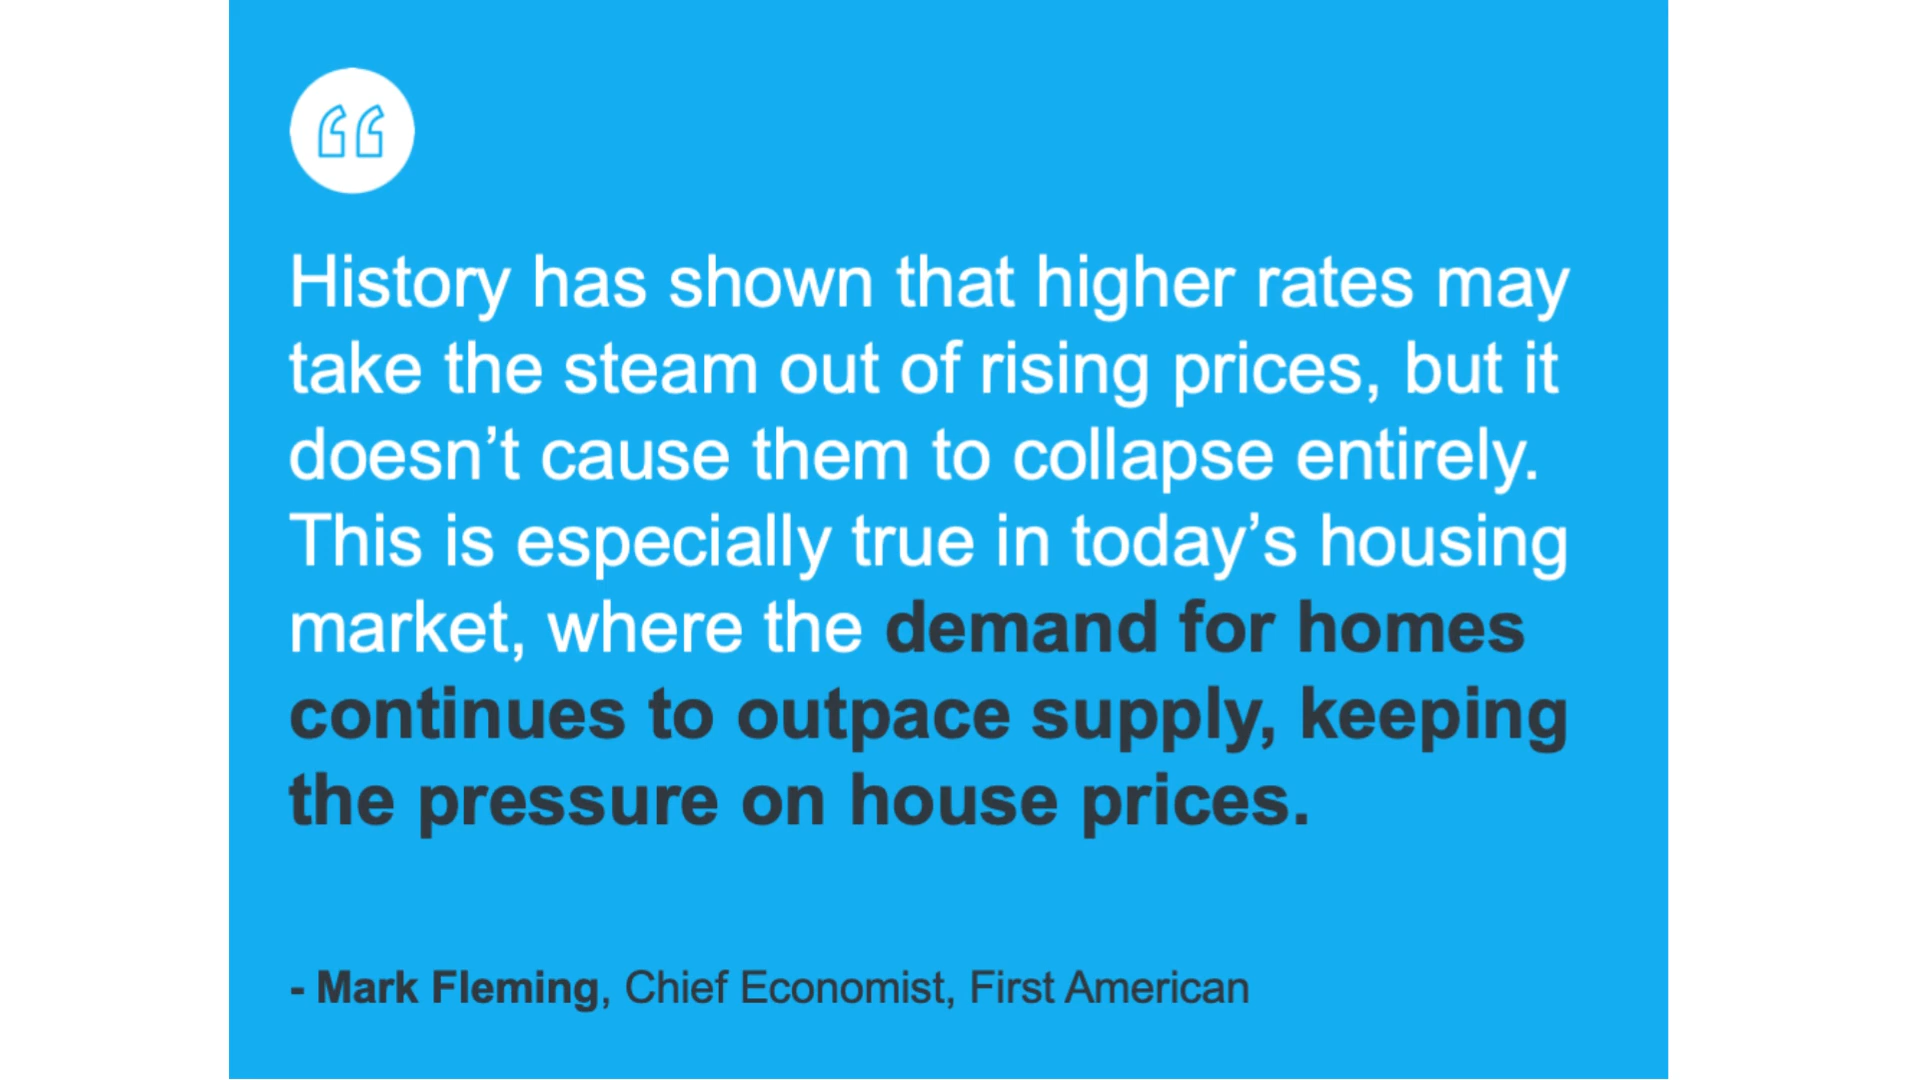 “
History has shown that higher rates may
take the steam out of rising prices, but it
doesn’t cause them to collapse entirely.
This is especially true in today’s housing
market, where the demand for homes
continues to outpace supply, keeping
the pressure on house prices.
- Mark Fleming, Chief Economist, First American